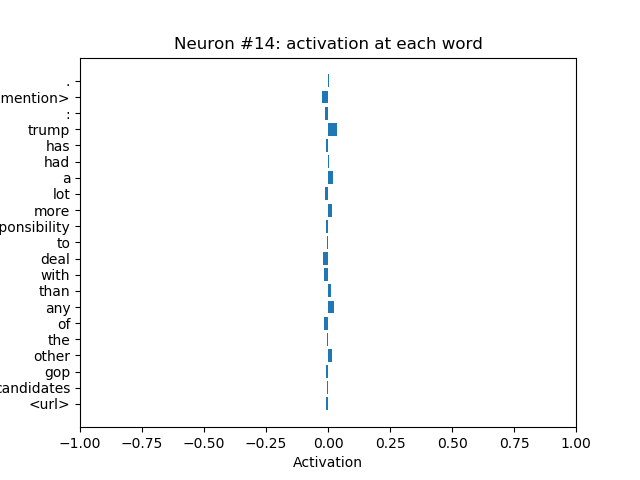 Neuron #14: activation at each word
.
mention>
:
trump
has
had
a
lot
more
ponsibility
to
deal
with
than
any
of
the
other
gop
candidates
<url>
−1.00 −0.75 −0.50 −0.25 0.00 0.25 0.50 0.75 1.00
Activation